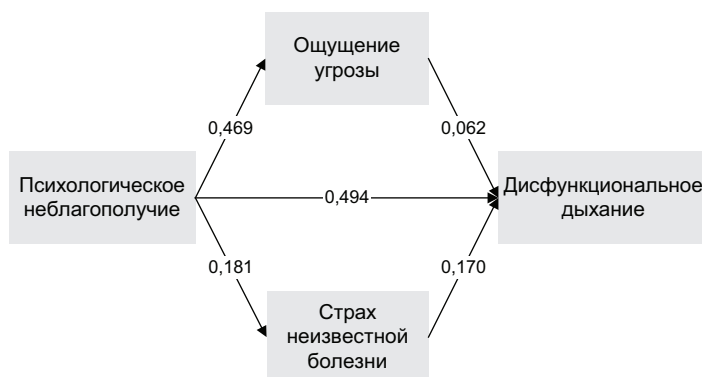 Ощущение
угрозы
0,469
0,062
Психологическое
неблагополучие
0,494
Дисфункциональное
дыхание
0,181
0,170
Страх
неизвестной
болезни